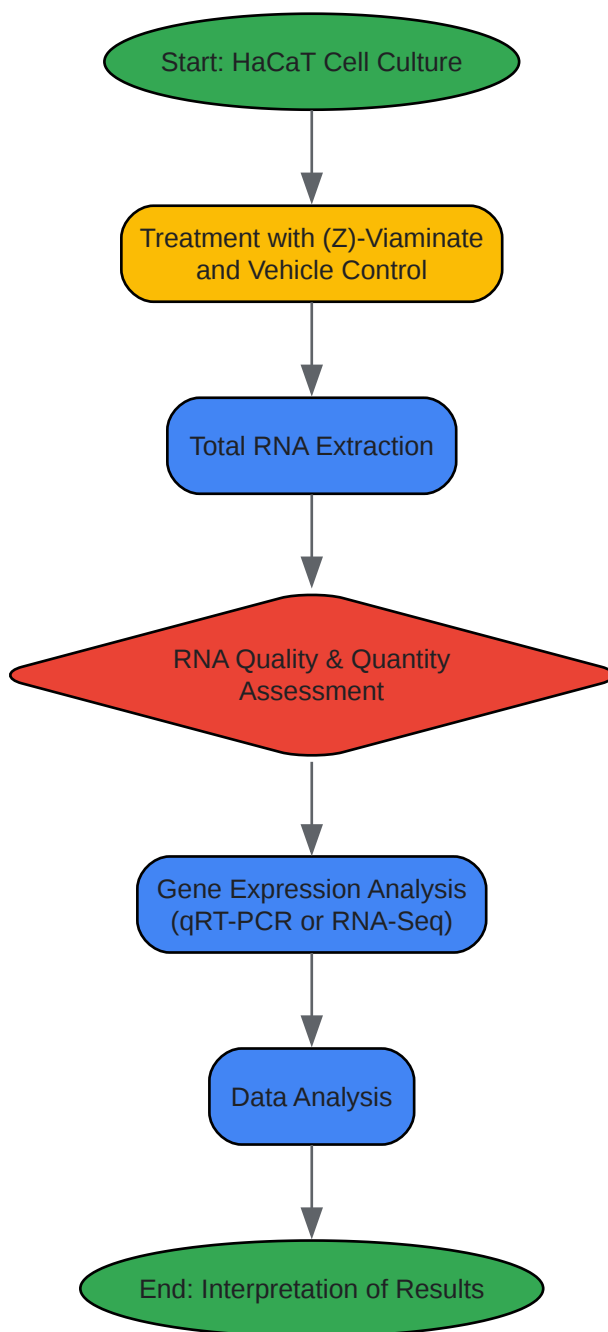 Start: HaCaT Cell Culture
Treatment with (Z)-Viaminate
and Vehicle Control
Total RNA Extraction
RNA Quality & Quantity
Assessment
Gene Expression Analysis
(qRT-PCR or RNA-Seq)
Data Analysis
End: Interpretation of Results